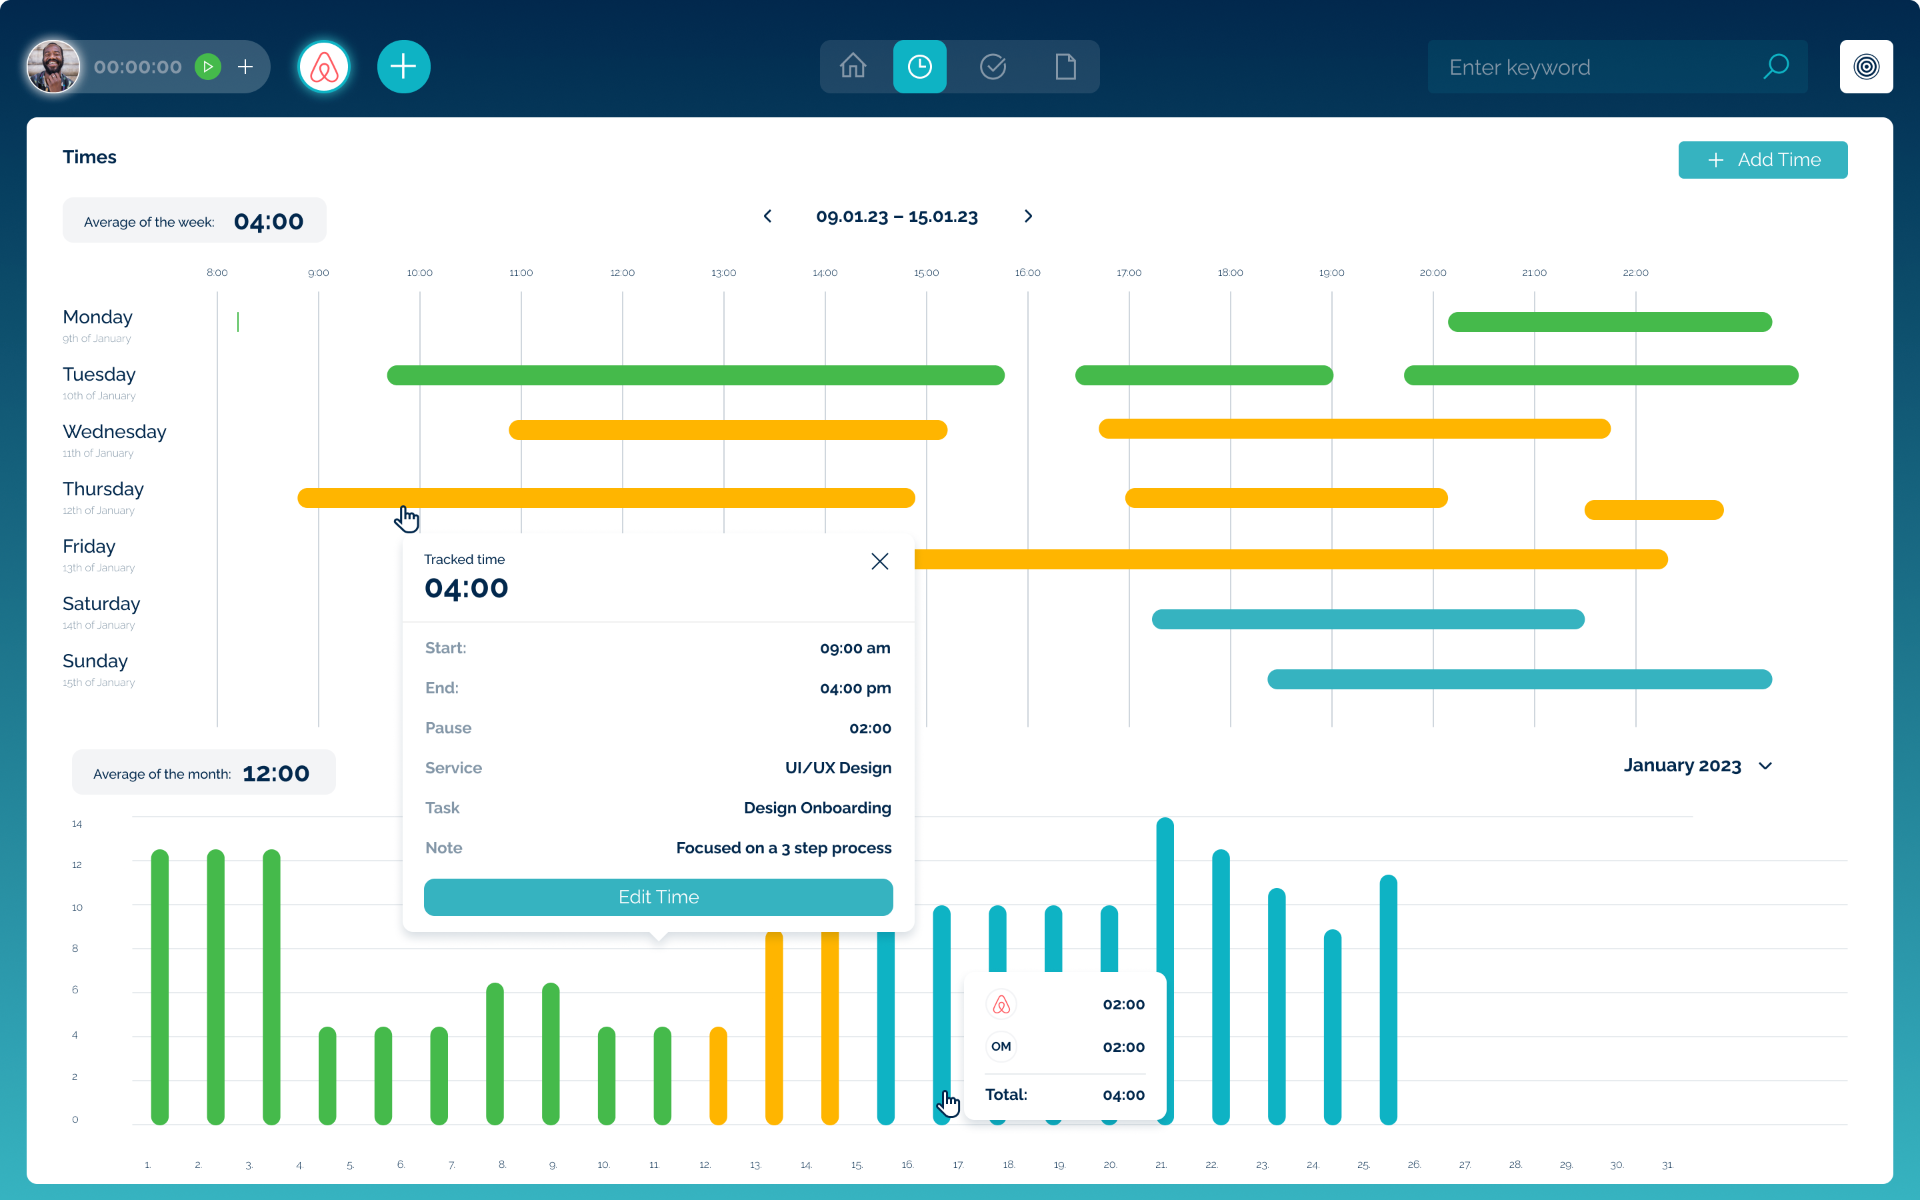 00:00:00
Enter keyword
Times
+ Add Time
Average of the week: 04:00
09.01.23 – 15.01.23
8:00 9:00 10:00 11:00 12:00 13:00 14:00 15:00 16:00 17:00 18:00 19:00 20:00 21:00 22:00
Monday
9th of January
Tuesday
10th of January
Wednesday
11th of January
Thursday
12th of January
Friday
13th of January
Saturday
14th of January
Sunday
15th of January
Tracked time
04:00
Start: 09:00 am
End: 04:00 pm
Pause 02:00
Service UI/UX Design
Task Design Onboarding
Note Focused on a 3 step process
Edit Time
Average of the month: 12:00
January 2023
14
12
10
8
6
4
2
0
02:00
OM 02:00
Total: 04:00
1. 2. 3. 4. 5. 6. 7. 8. 9. 10. 11. 12. 13. 14. 15. 16. 17. 18. 19. 20. 21. 22. 23. 24. 25. 26. 27. 28. 29. 30. 31.